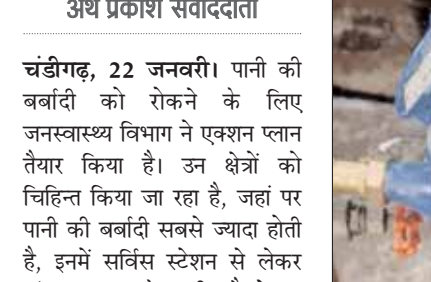 अर्थ प्रकाश संवाददाता
चंडीगढ़, 22 जनवरी। पानी की
बर्बादी को रोकने के लिए
जनस्वास्थ्य विभाग ने एक्शन प्लान
तैयार किया है। उन क्षेत्रों को
चिहिन्त किया जा रहा है, जहां पर
पानी की बर्बादी सबसे ज्यादा होती
है, इनमें सर्विस स्टेशन से लेकर